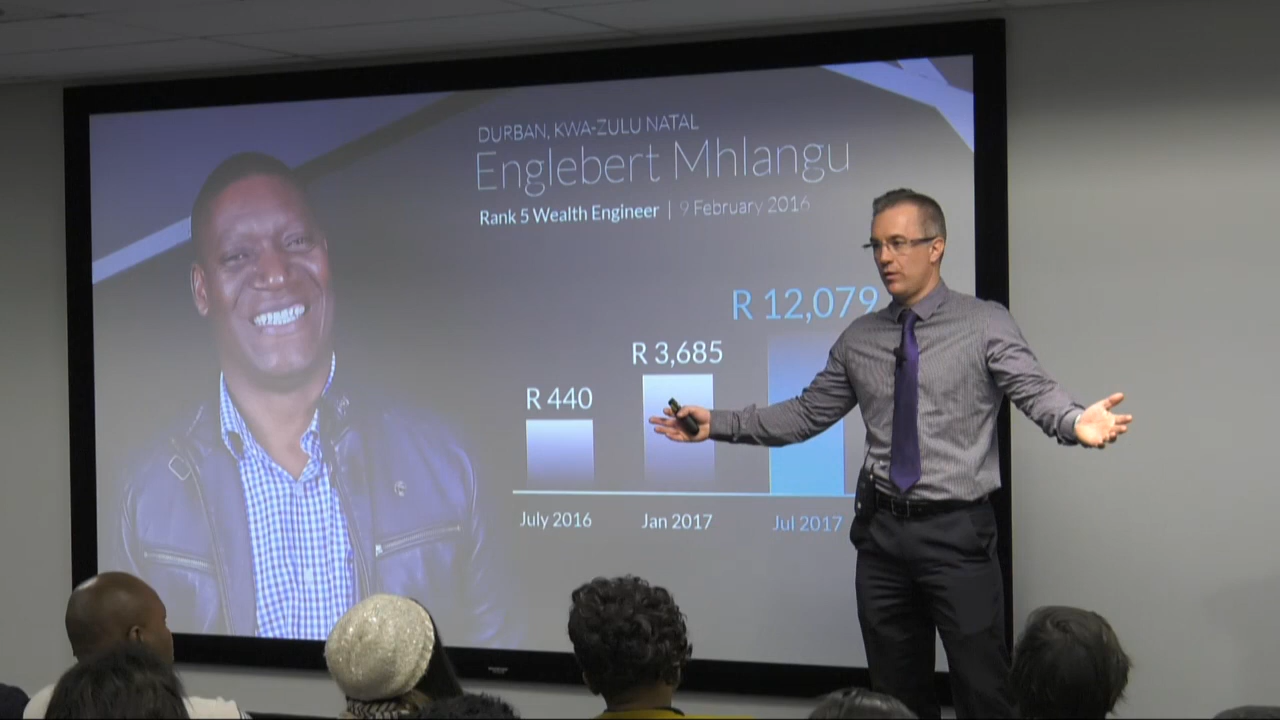 DURBAN, KWA-ZULU NATAL
Englebert Mhlangu
Rank 5 Wealth Engineer | 9 February 2016
R 12,079
R 3,685
R 440
July 2016 Jan 2017 Jul 2017